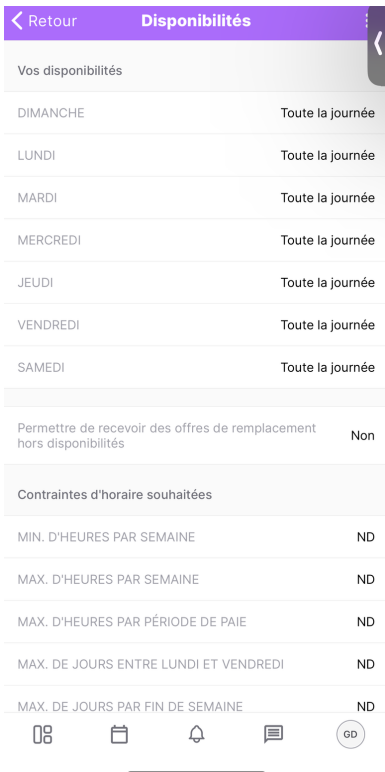 Retour Disponibilités
Vos disponibilités
DIMANCHE Toute la journée
LUNDI Toute la journée
MARDI Toute la journée
MERCREDI Toute la journée
JEUDI Toute la journée
VENDREDI Toute la journée
SAMEDI Toute la journée
Permettre de recevoir des offres de remplacement
hors disponibilités Non
Contraintes d'horaire souhaitées
MIN. D'HEURES PAR SEMAINE ND
MAX. D'HEURES PAR SEMAINE ND
MAX. D'HEURES PAR PÉRIODE DE PAIE ND
MAX. DE JOURS ENTRE LUNDI ET VENDREDI ND
MAX. DE JOURS PAR FIN DE SEMAINE ND
GD